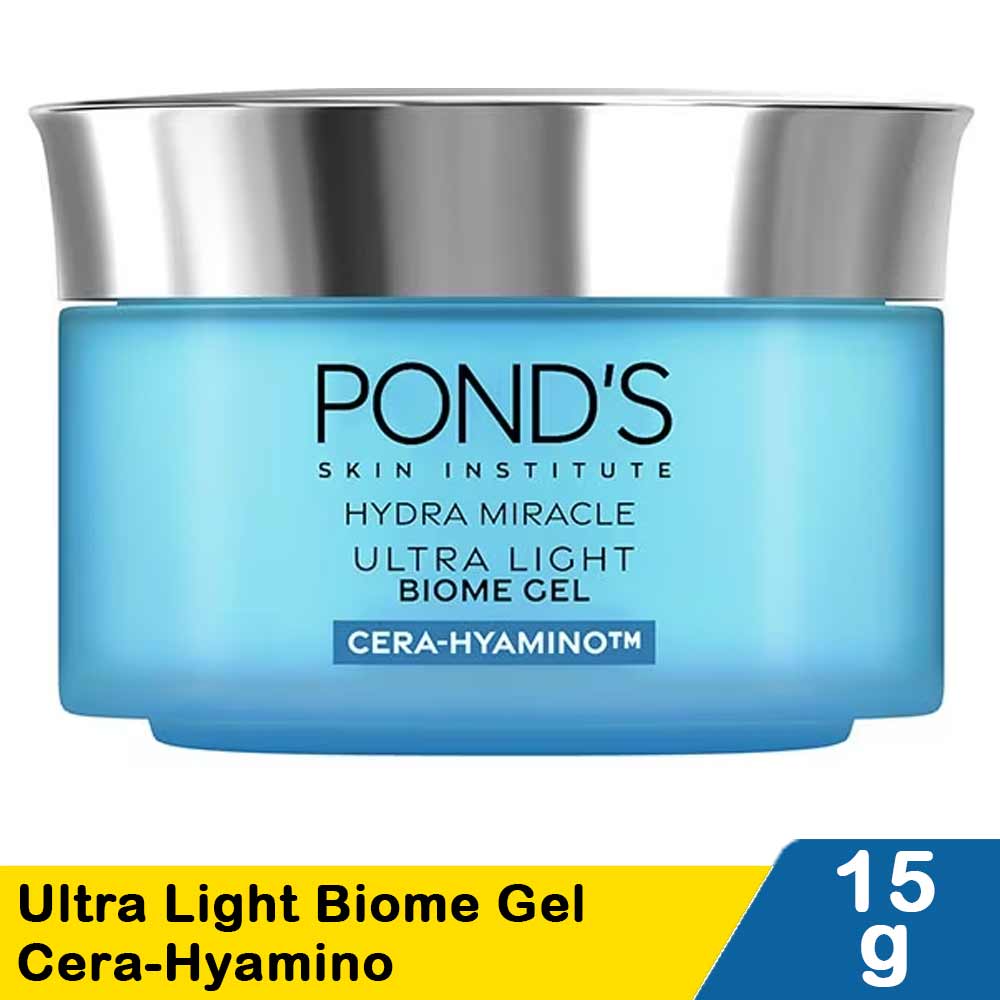 POND'S
SKIN INSTITUTE
HYDRA MIRACLE
ULTRA LIGHT
BIOME GEL
CERA-HYAMINO™
Ultra Light Biome Gel
Cera-Hyamino
15
g